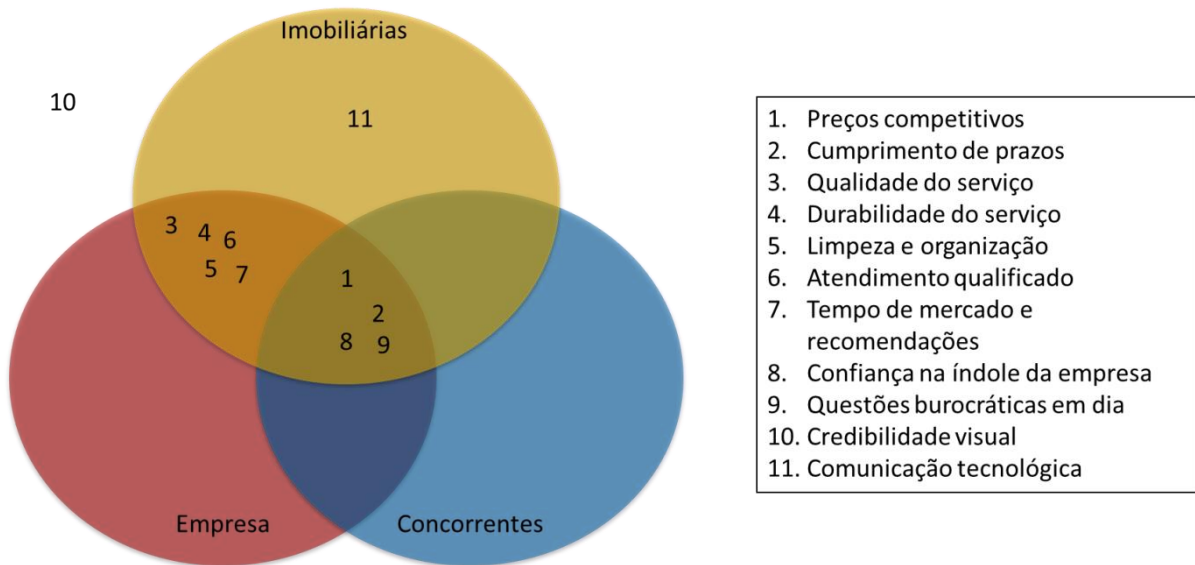 Imobiliárias
10
11
3
4
6
5
7
1
2
8
9
Empresa
Concorrentes
1. Preços competitivos
2. Cumprimento de prazos
3. Qualidade do serviço
4. Durabilidade do serviço
5. Limpeza e organização
6. Atendimento qualificado
7. Tempo de mercado e
recomendações
8. Confiança na índole da empresa
9. Questões burocráticas em dia
10. Credibilidade visual
11. Comunicação tecnológica